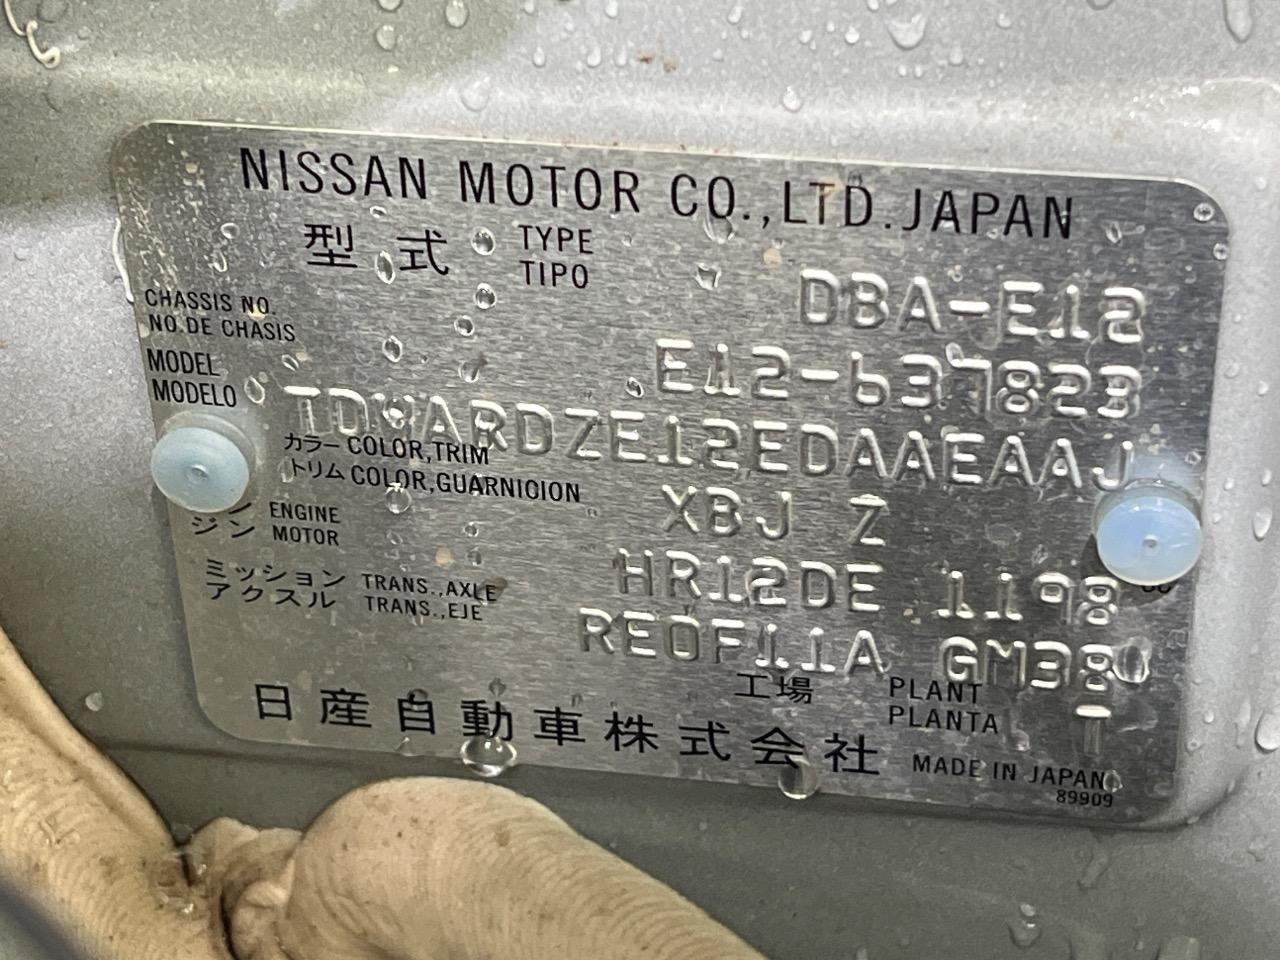 NISSAN MOTOR CO.,LTD.JAPAN
型式 TYPE
TIPO DBA-E12
CHASSIS NO.
NO.DE CHASIS E12-637823
MODEL
MODELO TDWARDZE12EDAAEAAJ
カラー COLOR,TRIM
トリム COLOR,GUARNICION XBJ Z
ン ENGINE
ジン MOTOR HR12DE 1198
ミッション TRANS.,AXLE
アクスル TRANS.,EJE RE0F11A GM38
工場 PLANT
PLANTA T
日産自動車株式会社 MADE IN JAPAN
89909